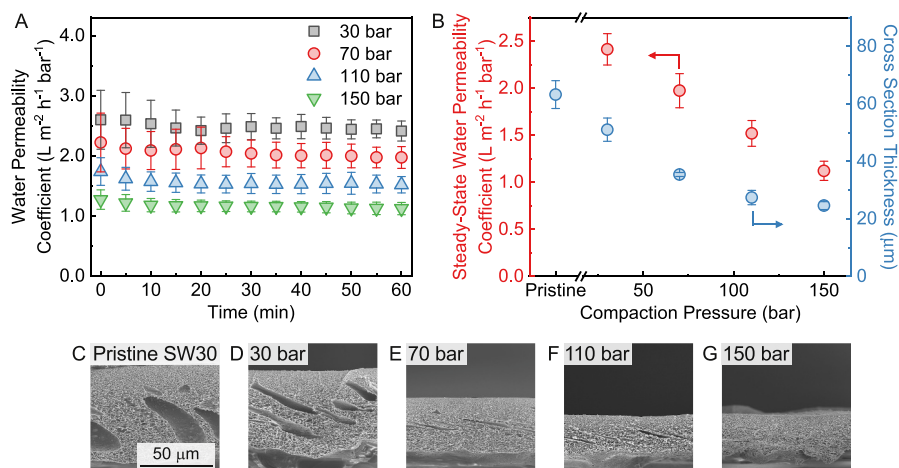 A
30 bar
70 bar
110 bar
150 bar
4.0
3.0
2.0
1.0
0.0
Water Permeability
Coefficient (L m-2 h-1 bar-1)
0 10 20 30 40 50 60
Time (min)
B
2.5
2.0
1.5
1.0
0.5
0.0
Steady-State Water Permeability
Coefficient (L m-2 h-1 bar-1)
80
60
40
20
0
Cross Section
Thickness (μm)
Pristine 50 100 150
Compaction Pressure (bar)
C Pristine SW30
D 30 bar
E 70 bar
F 110 bar
G 150 bar
50 μm